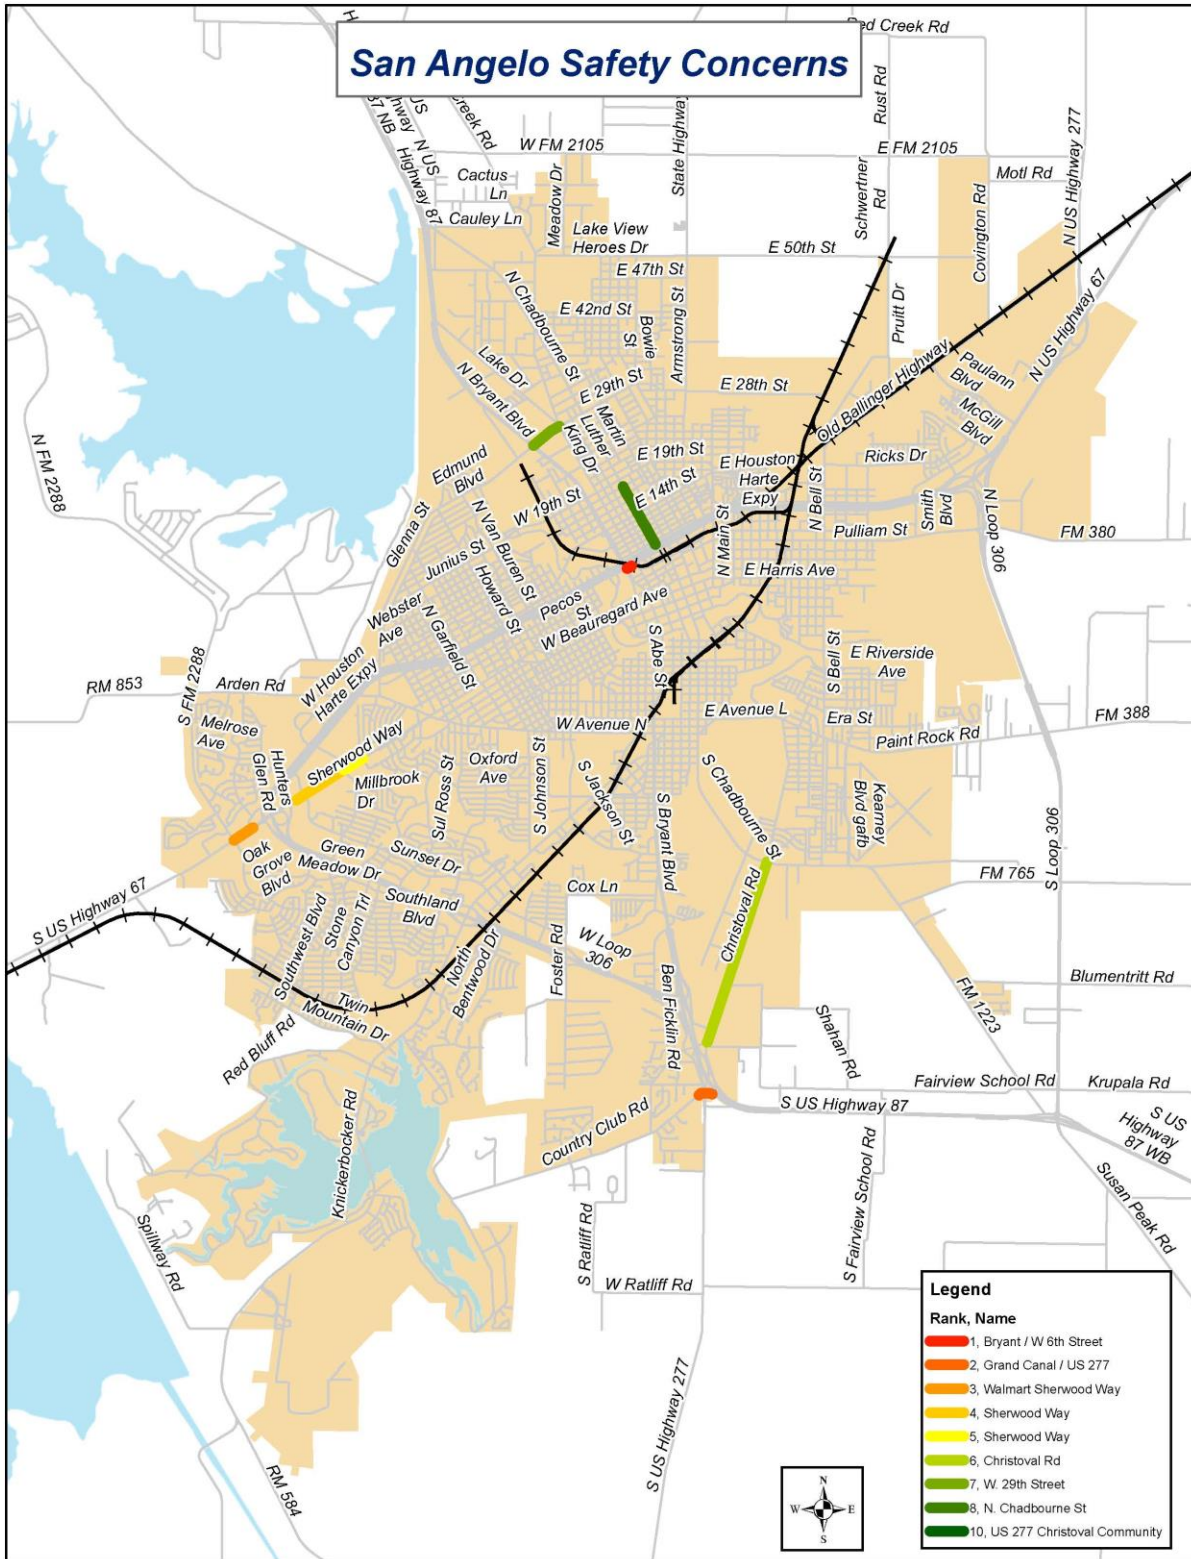 San Angelo Safety Concerns
Red Creek Rd
Creek Rd
US
Highway N US
87 NB
Highway 87
State Highway
Rust Rd
W FM 2105
E FM 2105
N US Highway 277
Cactus
Ln
Cauley Ln
Meadow Dr
Motl Rd
Schwertner
Rd
Covington Rd
Lake View
Heroes Dr
E 50th St
E 47th St
N Chadbourne St
E 42nd St
Bowie
St
Armstrong St
Pruitt Dr
N US Highway 67
Lake Dr
N Bryant Blvd
E 29th St
E 28th St
Old Ballinger Highway
Paulann
Blvd
McGill
Blvd
Martin
Luther
King Dr
N FM 2288
Edmund
Blvd
E 19th St
E 14th St
E Houston
Harte
Expy
Ricks Dr
N Bell St
Smith
Blvd
N Loop 306
W 19th St
N Van Buren St
Glenna St
Pulliam St
FM 380
N Main St
Junius St
Howard St
E Harris Ave
Webster
Ave
N Garfield St
Pecos
St
W Beauregard Ave
S Abe St
S Bell St
E Riverside
Ave
S FM 2288
RM 853
Arden Rd
W Houston
Harte Expy
Melrose
Ave
W Avenue N
E Avenue L
Era St
Paint Rock Rd
FM 388
Hunters
Glen Rd
Sherwood Way
Millbrook
Dr
Sul Ross St
Oxford
Ave
S Johnson St
S Jackson St
S Chadbourne St
Kearney
Blvd gafb
S Bryant Blvd
S Loop 306
Oak
Grove
Blvd
Green
Meadow Dr
Sunset Dr
Cox Ln
Christoval Rd
FM 765
S US Highway 67
Southwest Blvd
Stone
Canyon Trl
Southland
Blvd
North
Bentwood Dr
Foster Rd
W Loop
306
Ben Ficklin Rd
FM 1223
Blumentritt Rd
Twin
Mountain Dr
Red Bluff Rd
Shahan Rd
Fairview School Rd
Krupala Rd
S US Highway 87
S US
Highway
87 WB
Knickerbocker Rd
Country Club Rd
S Fairview School Rd
Susan Peak Rd
Spillway Rd
S Ratliff Rd
W Ratliff Rd
S US Highway 277
RM 584
N
W E
S
Legend
Rank, Name
1, Bryant / W 6th Street
2, Grand Canal / US 277
3, Walmart Sherwood Way
4, Sherwood Way
5, Sherwood Way
6, Christoval Rd
7, W. 29th Street
8, N. Chadbourne St
10, US 277 Christoval Community